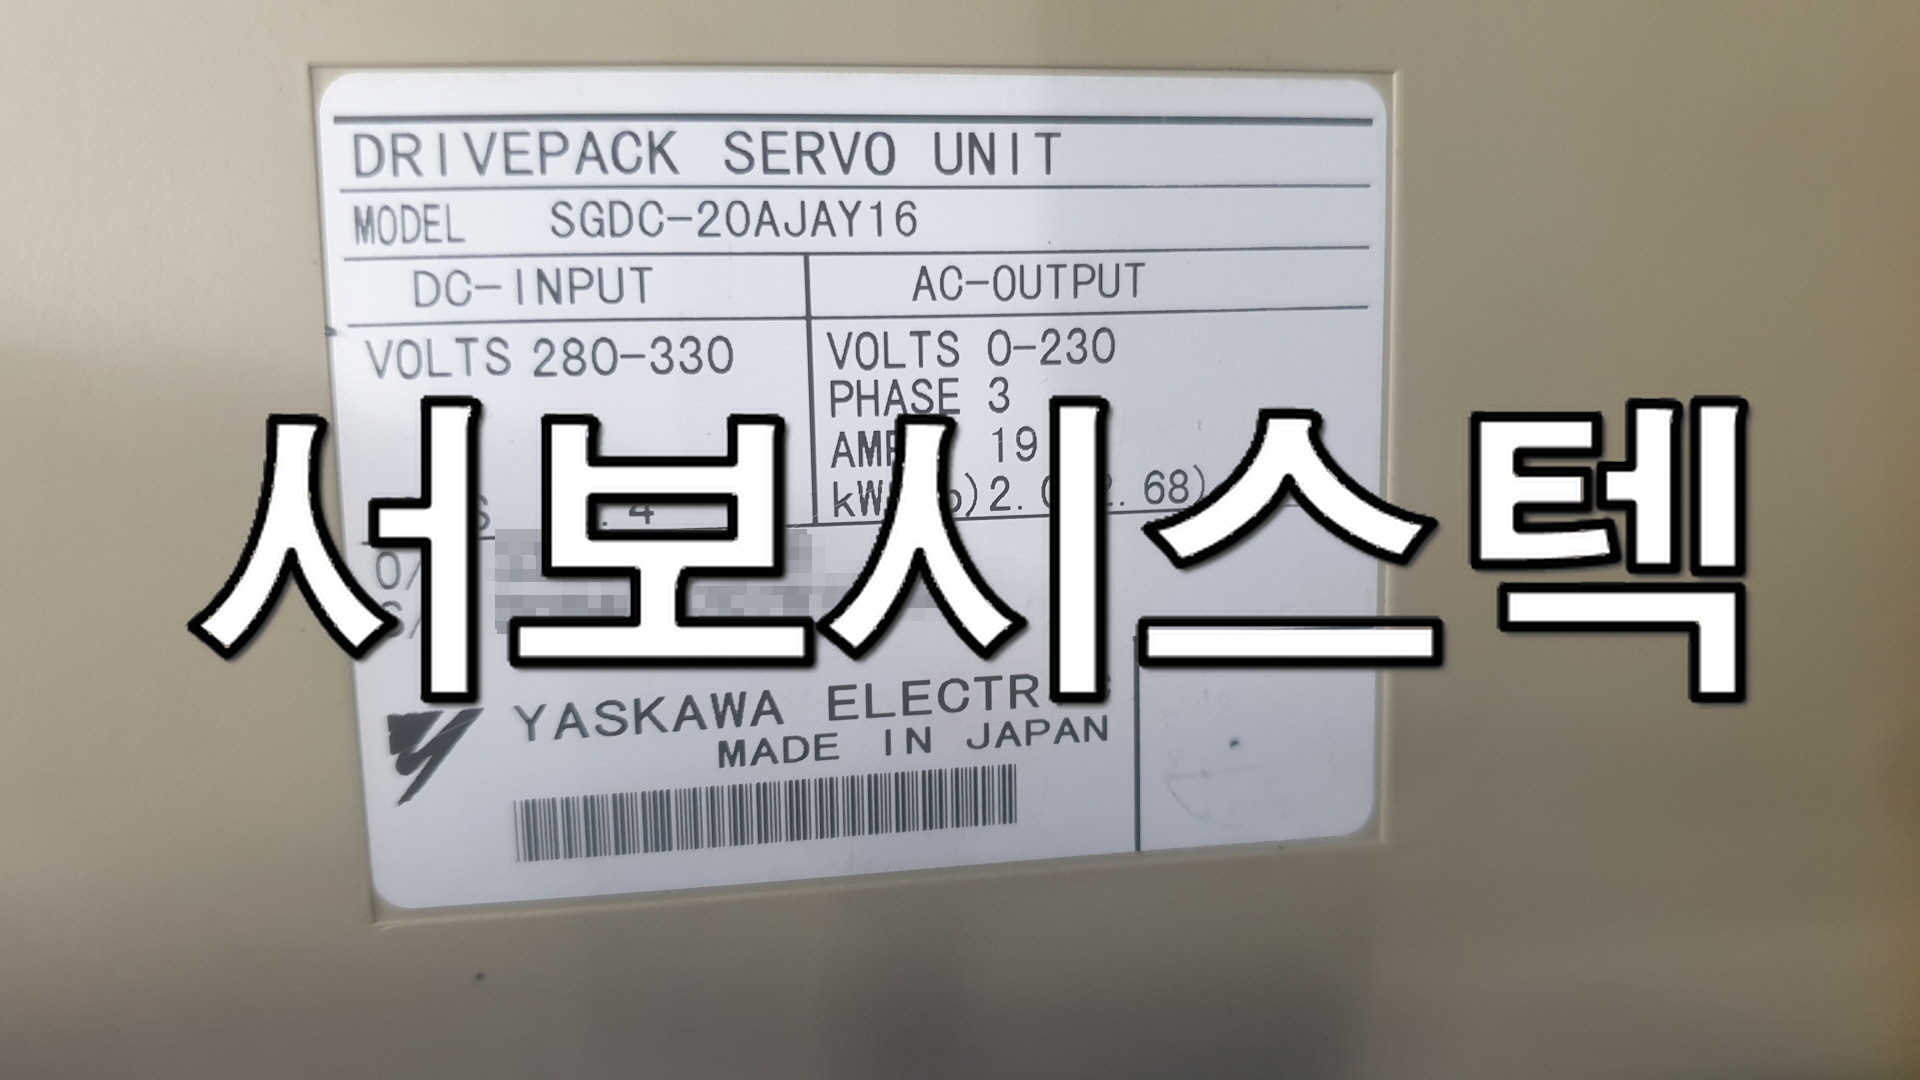 DRIVEPACK SERVO UNIT
MODEL SGDC-20AJAY16
DC-INPUT AC-OUTPUT
VOLTS 280-330 VOLTS 0-230
PHASE 3
19
서보시스텍
YASKAWA
MADE IN JAPAN